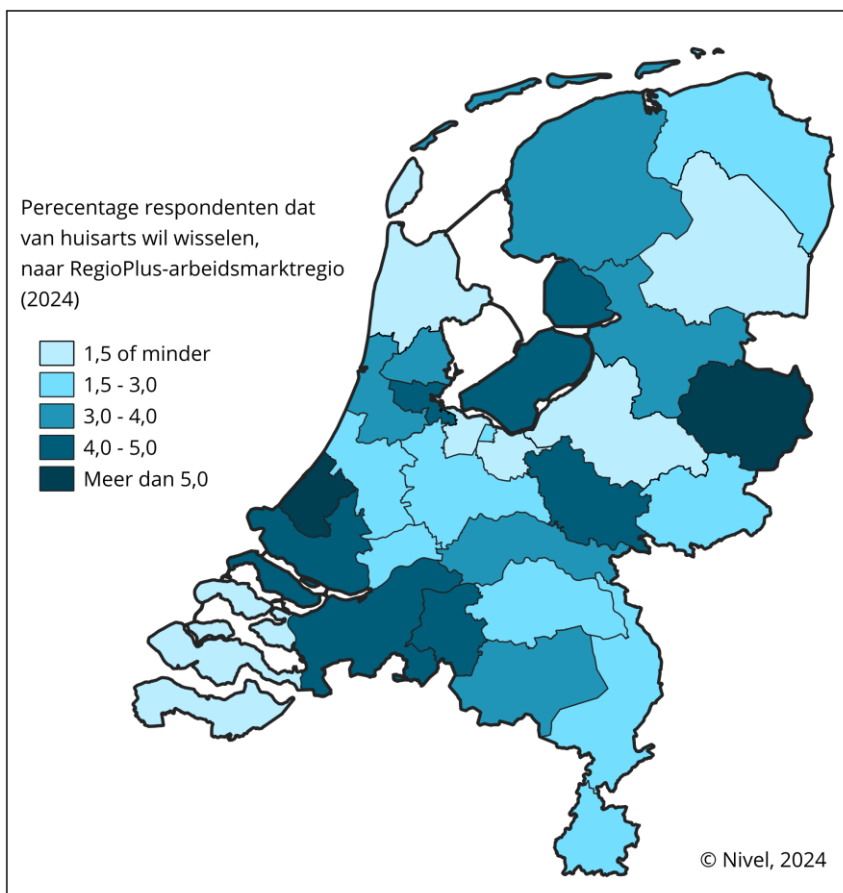 Perecentage respondenten dat
van huisarts wil wisselen,
naar RegioPlus-arbeidsmarktregio
(2024)
1,5 of minder
1,5 - 3,0
3,0 - 4,0
4,0 - 5,0
Meer dan 5,0
© Nivel, 2024